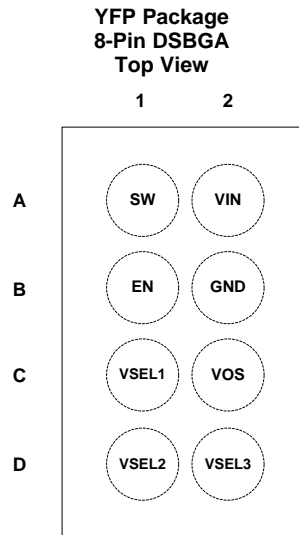 YFP Package
8-Pin DSBGA
Top View
1 2
A SW VIN
B EN GND
C VSEL1 VOS
D VSEL2 VSEL3